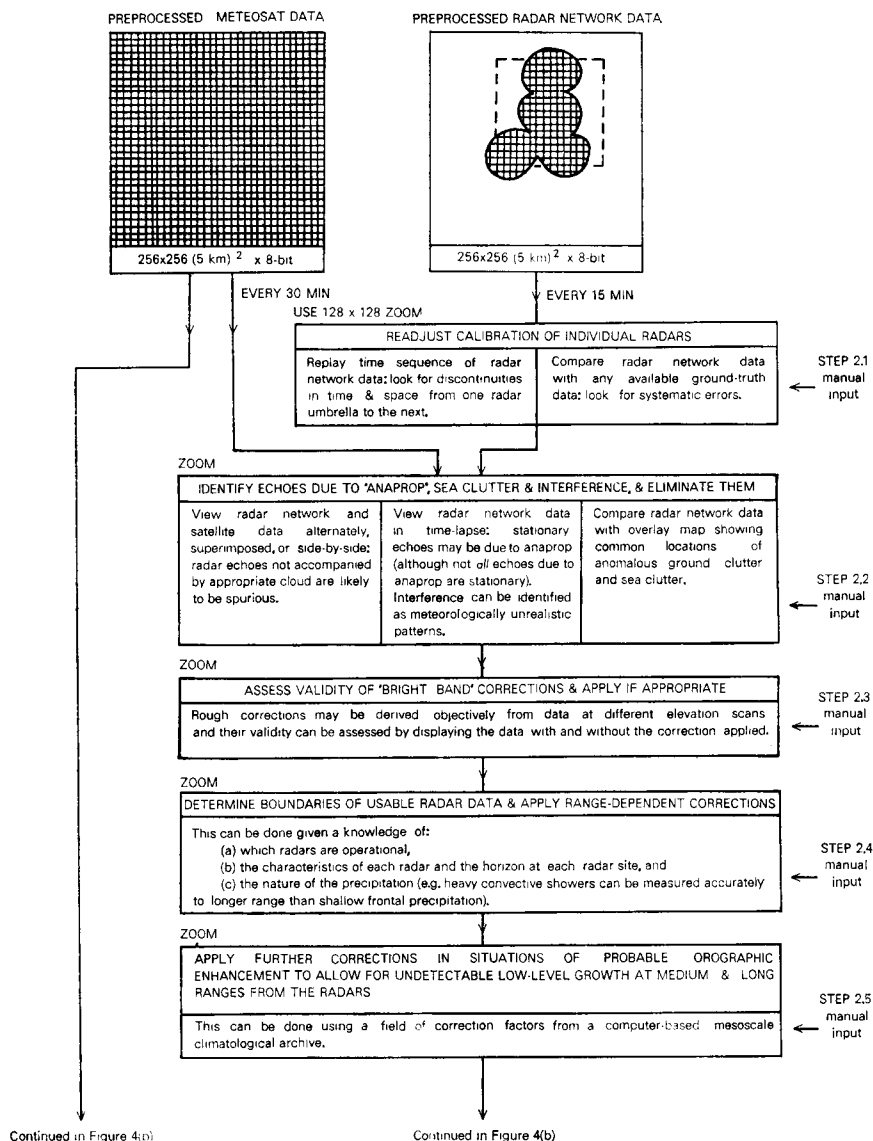 PREPROCESSED METEOSAT DATA
PREPROCESSED RADAR NETWORK DATA
256x256 (5 km) 2 x 8-bit
256x256 (5 km) 2 x 8-bit
EVERY 30 MIN
EVERY 15 MIN
USE 128 x 128 ZOOM
READJUST CALIBRATION OF INDIVIDUAL RADARS
Replay time sequence of radar
network data: look for discontinuities
in time & space from one radar
umbrella to the next.
Compare radar network data
with any available ground-truth
data: look for systematic errors.
STEP 2.1
manual
input
ZOOM
IDENTIFY ECHOES DUE TO 'ANAPROP', SEA CLUTTER & INTERFERENCE, & ELIMINATE THEM
View radar network and
satellite data alternately,
superimposed, or side-by-side:
radar echoes not accompanied
by appropriate cloud are likely
to be spurious.
View radar network data
in time-lapse: stationary
echoes may be due to anaprop
(although not all echoes due to
anaprop are stationary).
Interference can be identified
as meteorologically unrealistic
patterns.
Compare radar network data
with overlay map showing
common locations of
anomalous ground clutter
and sea clutter.
STEP 2.2
manual
input
ZOOM
ASSESS VALIDITY OF 'BRIGHT BAND' CORRECTIONS & APPLY IF APPROPRIATE
Rough corrections may be derived objectively from data at different elevation scans
and their validity can be assessed by displaying the data with and without the correction applied.
STEP 2.3
manual
input
ZOOM
DETERMINE BOUNDARIES OF USABLE RADAR DATA & APPLY RANGE-DEPENDENT CORRECTIONS
This can be done given a knowledge of:
(a) which radars are operational,
(b) the characteristics of each radar and the horizon at each radar site, and
(c) the nature of the precipitation (e.g. heavy convective showers can be measured accurately
to longer range than shallow frontal precipitation).
STEP 2.4
manual
input
ZOOM
APPLY FURTHER CORRECTIONS IN SITUATIONS OF PROBABLE OROGRAPHIC
ENHANCEMENT TO ALLOW FOR UNDETECTABLE LOW-LEVEL GROWTH AT MEDIUM & LONG
RANGES FROM THE RADARS
This can be done using a field of correction factors from a computer-based mesoscale
climatological archive.
STEP 2.5
manual
input
Continued in Figure 4(b)
Continued in Figure 4(b)